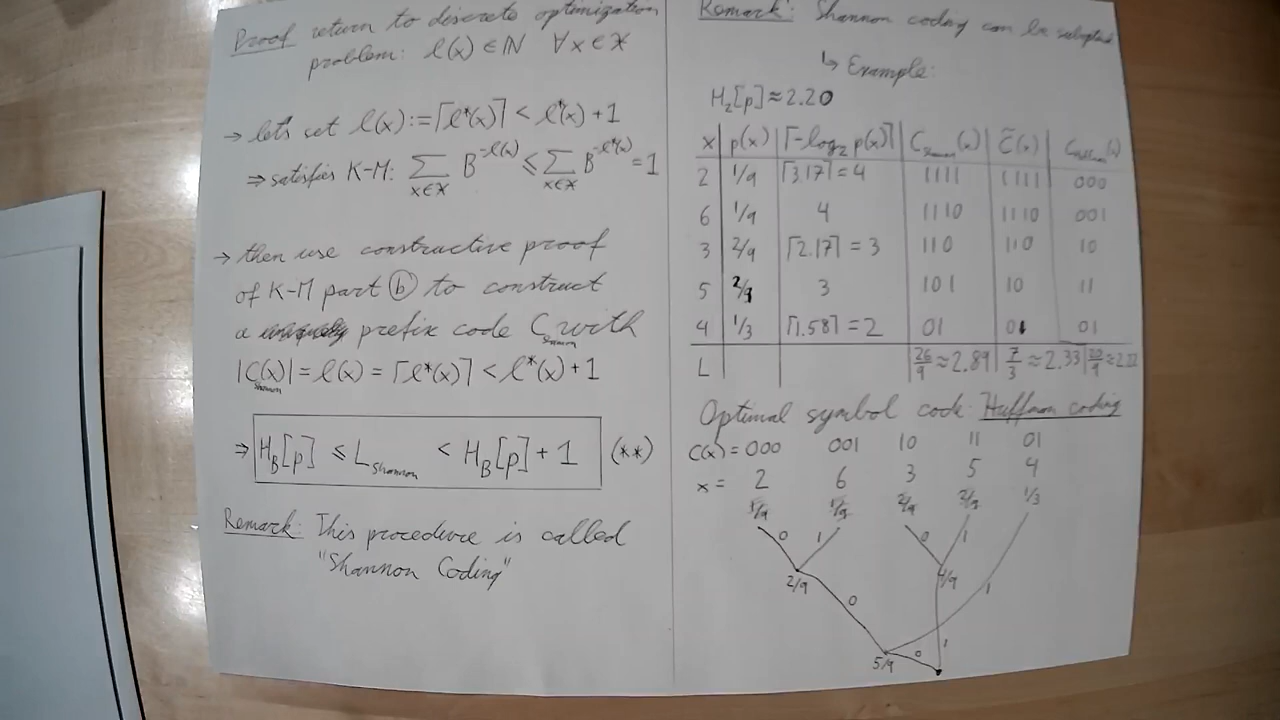 Proof return to discrete optimization
problem: ℓ(x) ∈ ℕ ∀x∈𝒳
→ let's set ℓ(x) := ⌈ℓ*(x)⌉ < ℓ*(x) + 1
⇒ satisfies K-M: ∑_{x∈𝒳} B^{-ℓ(x)} ≤ ∑_{x∈𝒳} B^{-ℓ*(x)} = 1
→ then use constructive proof
of K-M part ⓑ to construct
a prefix code C_Shannon with
|C_Shannon(x)| = ℓ(x) = ⌈ℓ*(x)⌉ < ℓ*(x) + 1
⇒ H_B[p] ≤ L_Shannon < H_B[p] + 1 (**)
Remark: This procedure is called
"Shannon Coding"
Remark: Shannon coding can be
↳ Example:
H₂[p] ≈ 2.20
x p(x) ⌈-log₂ p(x)⌉ C_Shannon(x) C̃(x) C_Huffman(x)
2 1/9 ⌈3.17⌉ = 4 1111 1111 000
6 1/9 4 1110 1110 001
3 2/9 ⌈2.17⌉ = 3 110 110 10
5 2/9 3 101 10 11
4 1/3 ⌈1.58⌉ = 2 01 01 01
L 26/9 ≈ 2.89 7/3 ≈ 2.33 20/9 ≈ 2.22
Optimal symbol code: Huffman coding
C(x) = 000 001 10 11 01
x = 2 6 3 5 4
1/9 1/9 2/9 2/9 1/3
0 1 0 1
2/9 4/9
0 1
5/9 0 1